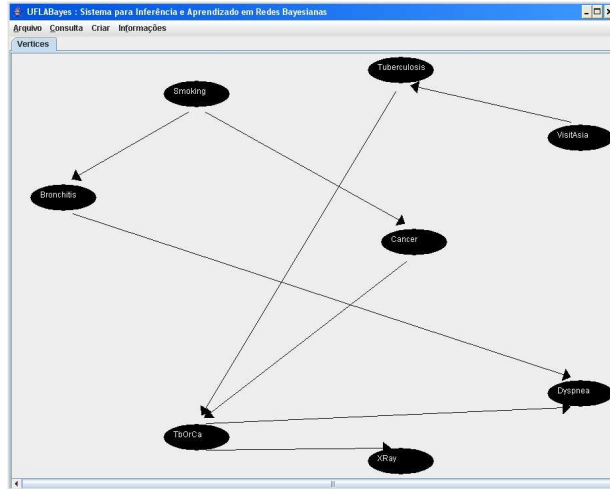 UFLABayes : Sistema para Inferência e Aprendizado em Redes Bayesianas
Arquivo Consulta Criar Informações
Vertices
Tuberculosis
Smoking
VisitAsia
Bronchitis
Cancer
Dyspnea
TbOrCa
XRay